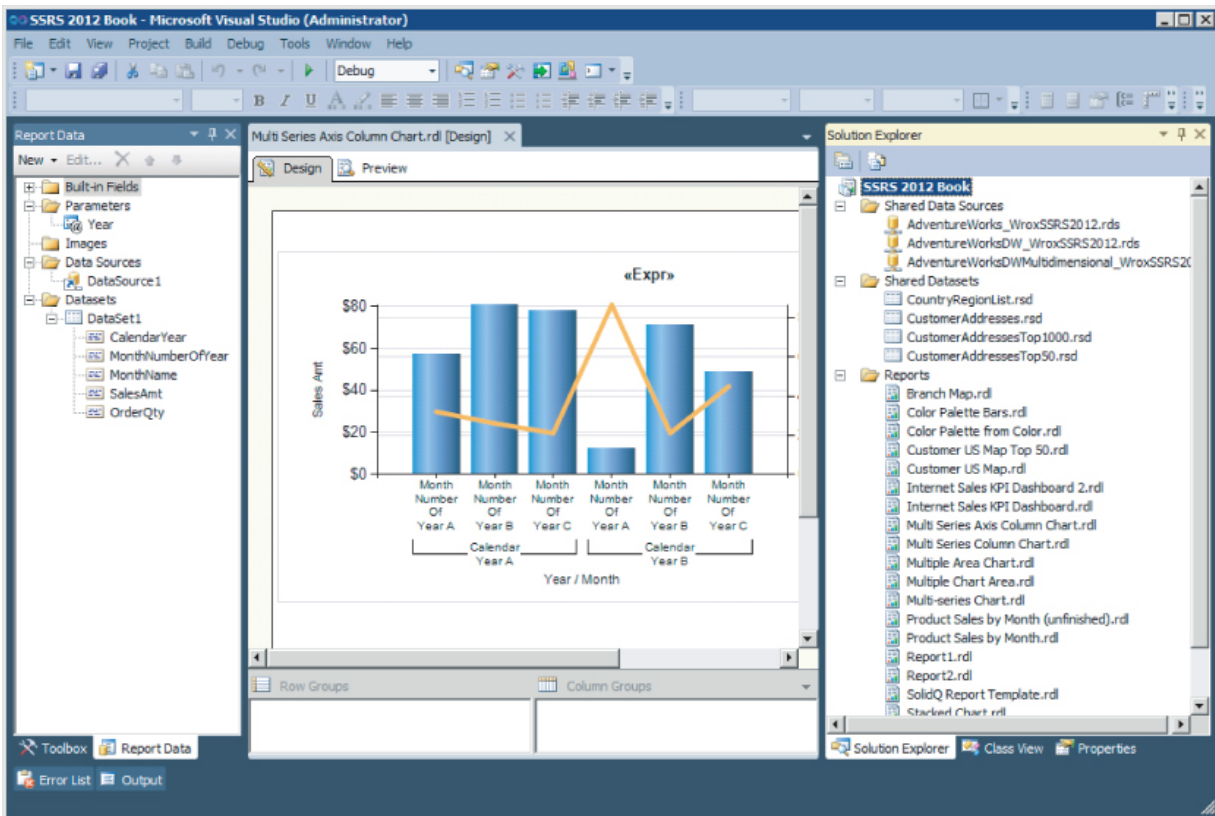 SSRS 2012 Book - Microsoft Visual Studio (Administrator)
File Edit View Project Build Debug Tools Window Help
Debug
B I U A
Report Data
New Edit...
Built-in Fields
Parameters
Year
Images
Data Sources
DataSource1
Datasets
DataSet1
CalendarYear
MonthNumberOfYear
MonthName
SalesAmt
OrderQty
Toolbox Report Data
Multi Series Axis Column Chart.rdl [Design]
Design Preview
«Expr»
$80
$60
$40
$20
$0
Sales Amt
Month Month Month Month Month Month
Number Number Number Number Number Number
Of Of Of Of Of Of
Year A Year B Year C Year A Year B Year C
Calendar Calendar
Year A Year B
Year / Month
Row Groups Column Groups
Solution Explorer
SSRS 2012 Book
Shared Data Sources
AdventureWorks_WroxSSRS2012.rds
AdventureWorksDW_WroxSSRS2012.rds
AdventureWorksDWMultidimensional_WroxSSRS20
Shared Datasets
CountryRegionList.rsd
CustomerAddresses.rsd
CustomerAddressesTop1000.rsd
CustomerAddressesTop50.rsd
Reports
Branch Map.rdl
Color Palette Bars.rdl
Color Palette from Color.rdl
Customer US Map Top 50.rdl
Customer US Map.rdl
Internet Sales KPI Dashboard 2.rdl
Internet Sales KPI Dashboard.rdl
Multi Series Axis Column Chart.rdl
Multi Series Column Chart.rdl
Multiple Area Chart.rdl
Multiple Chart Area.rdl
Multi-series Chart.rdl
Product Sales by Month (unfinished).rdl
Product Sales by Month.rdl
Report1.rdl
Report2.rdl
SolidQ Report Template.rdl
Stacked Chart.rdl
Solution Explorer Class View Properties
Error List Output